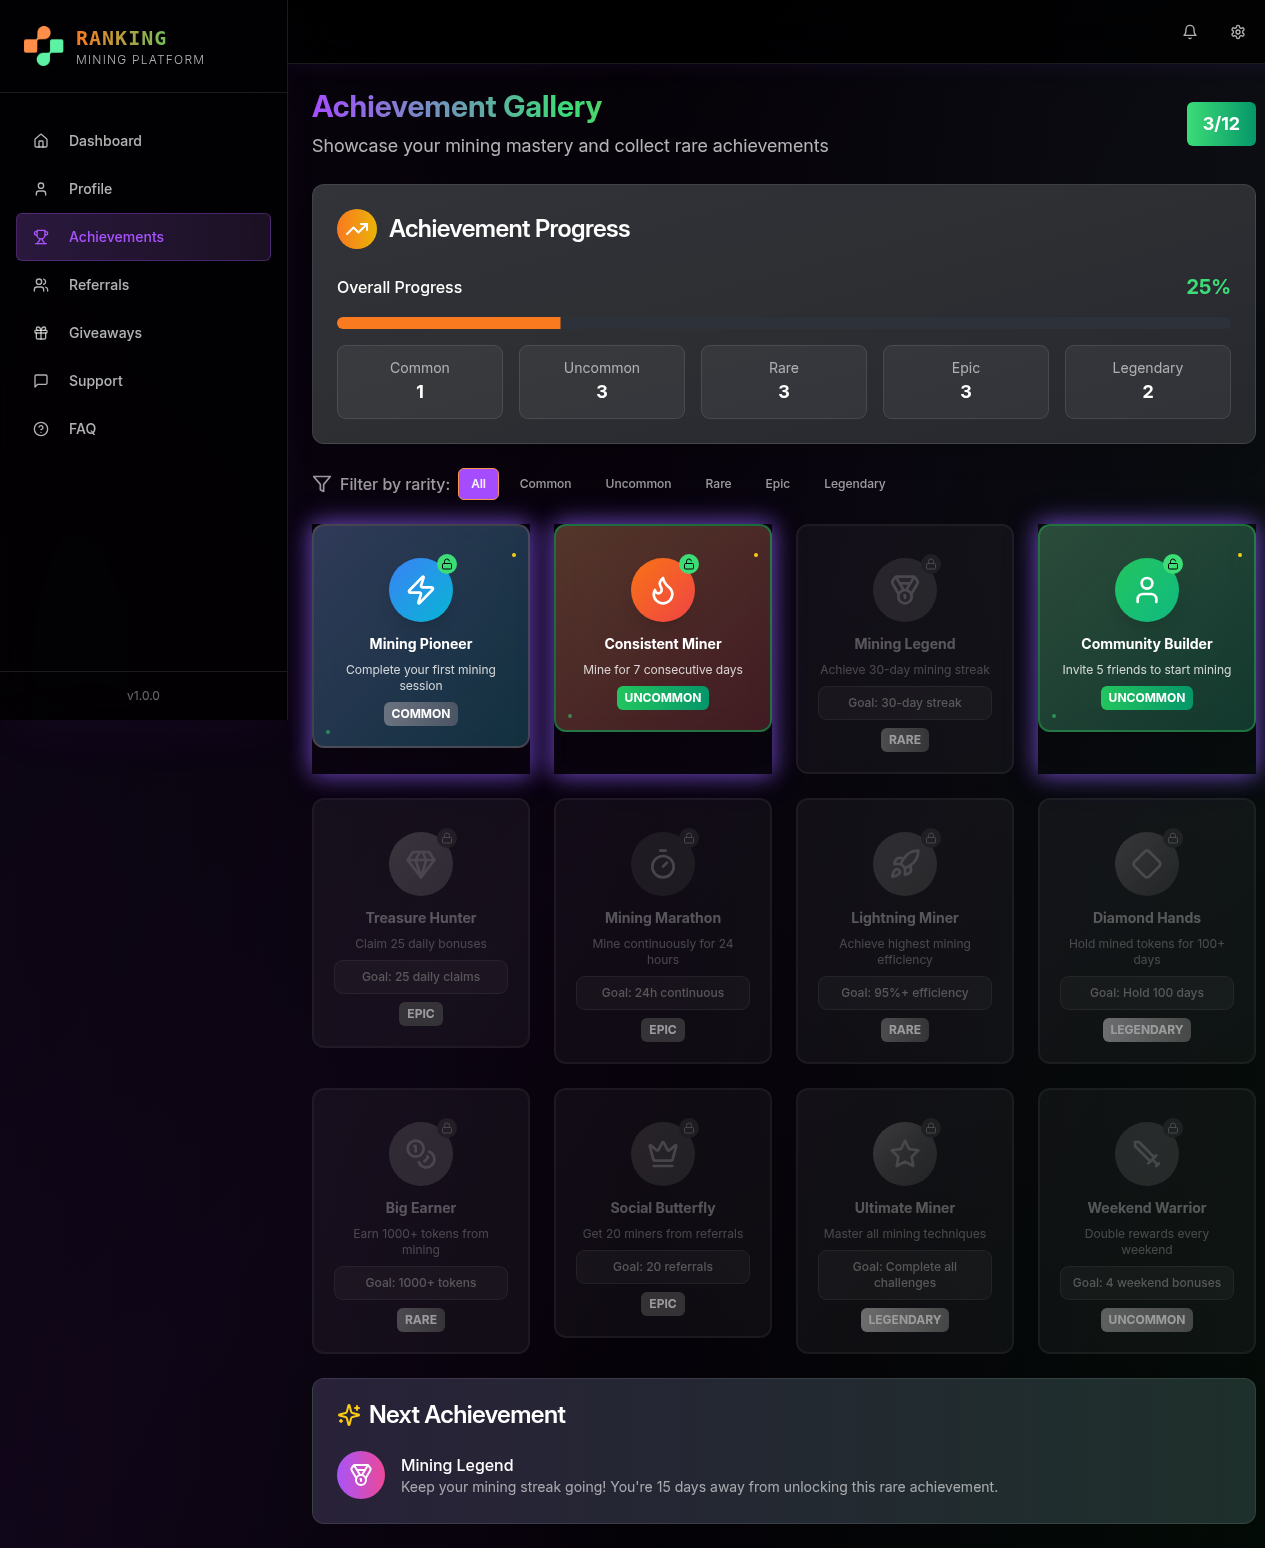 RANKING
MINING PLATFORM
Dashboard
Profile
Achievements
Referrals
Giveaways
Support
FAQ
v1.0.0
Achievement Gallery
Showcase your mining mastery and collect rare achievements
3/12
Achievement Progress
Overall Progress
25%
Common
1
Uncommon
3
Rare
3
Epic
3
Legendary
2
Filter by rarity:
All
Common
Uncommon
Rare
Epic
Legendary
Mining Pioneer
Complete your first mining
session
COMMON
Consistent Miner
Mine for 7 consecutive days
UNCOMMON
Mining Legend
Achieve 30-day mining streak
Goal: 30-day streak
RARE
Community Builder
Invite 5 friends to start mining
UNCOMMON
Treasure Hunter
Claim 25 daily bonuses
Goal: 25 daily claims
EPIC
Mining Marathon
Mine continuously for 24
hours
Goal: 24h continuous
EPIC
Lightning Miner
Achieve highest mining
efficiency
Goal: 95%+ efficiency
RARE
Diamond Hands
Hold mined tokens for 100+
days
Goal: Hold 100 days
LEGENDARY
Big Earner
Earn 1000+ tokens from
mining
Goal: 1000+ tokens
RARE
Social Butterfly
Get 20 miners from referrals
Goal: 20 referrals
EPIC
Ultimate Miner
Master all mining techniques
Goal: Complete all
challenges
LEGENDARY
Weekend Warrior
Double rewards every
weekend
Goal: 4 weekend bonuses
UNCOMMON
Next Achievement
Mining Legend
Keep your mining streak going! You're 15 days away from unlocking this rare achievement.